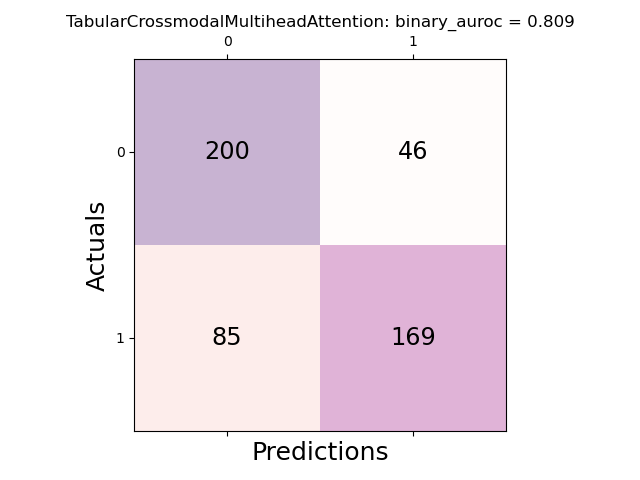 TabularCrossmodalMultiheadAttention: binary_auroc = 0.809
0 1
0 200 46
Actuals
1 85 169
Predictions